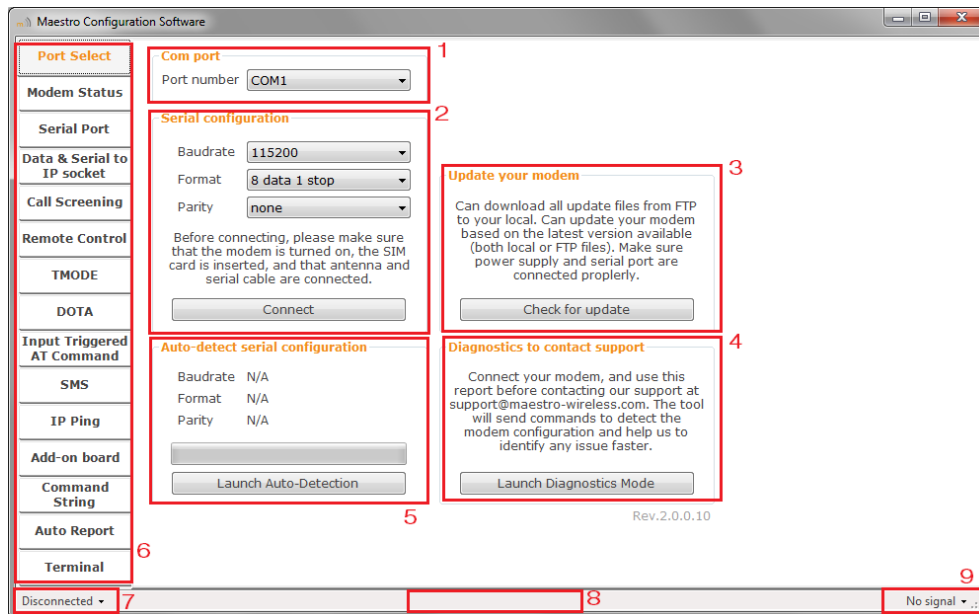 Maestro Configuration Software
Port Select
Modem Status
Serial Port
Data & Serial to
IP socket
Call Screening
Remote Control
TMODE
DOTA
Input Triggered
AT Command
SMS
IP Ping
Add-on board
Command
String
Auto Report
Terminal
6
Com port
1
Port number COM1
Serial configuration
2
Baudrate 115200
Format 8 data 1 stop
Parity none
Before connecting, please make sure
that the modem is turned on, the SIM
card is inserted, and that antenna and
serial cable are connected.
Connect
Update your modem
3
Can download all update files from FTP
to your local. Can update your modem
based on the latest version available
(both local or FTP files). Make sure
power supply and serial port are
connected proplerly.
Check for update
Auto-detect serial configuration
Baudrate N/A
Format N/A
Parity N/A
Launch Auto-Detection
5
Diagnostics to contact support
4
Connect your modem, and use this
report before contacting our support at
support@maestro-wireless.com. The tool
will send commands to detect the
modem configuration and help us to
identify any issue faster.
Launch Diagnostics Mode
Rev.2.0.0.10
Disconnected
7
8
9
No signal